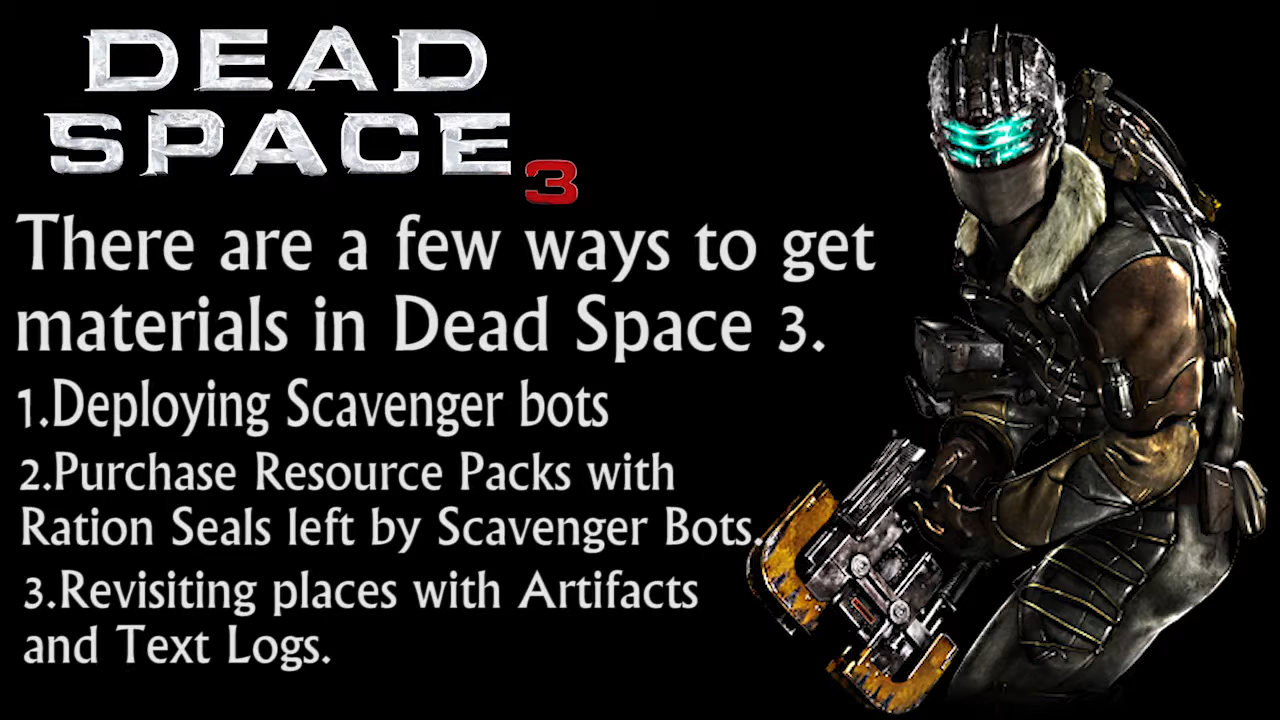 DEAD
SPACE
3
There are a few ways to get
materials in Dead Space 3.
1.Deploying Scavenger bots
2.Purchase Resource Packs with
Ration Seals left by Scavenger Bots.
3.Revisiting places with Artifacts
and Text Logs.